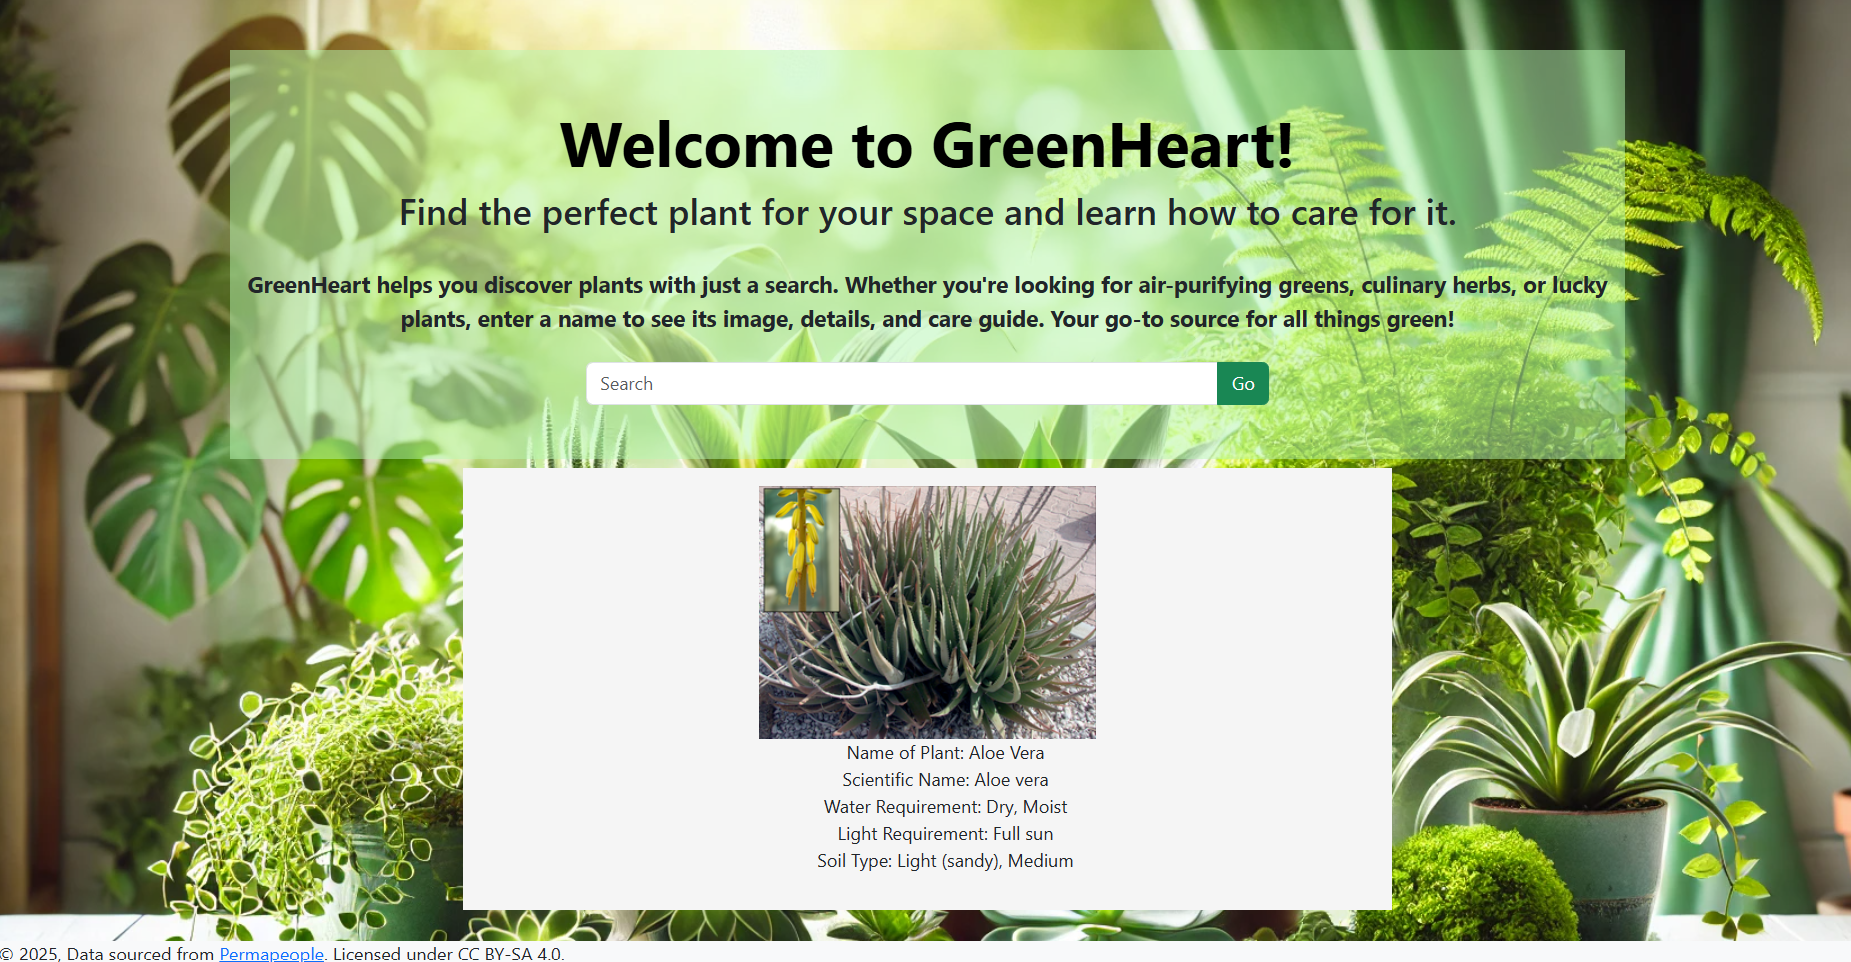 Welcome to GreenHeart!
Find the perfect plant for your space and learn how to care for it.
GreenHeart helps you discover plants with just a search. Whether you're looking for air-purifying greens, culinary herbs, or lucky
plants, enter a name to see its image, details, and care guide. Your go-to source for all things green!
Search Go
Name of Plant: Aloe Vera
Scientific Name: Aloe vera
Water Requirement: Dry, Moist
Light Requirement: Full sun
Soil Type: Light (sandy), Medium
© 2025, Data sourced from Permapeople. Licensed under CC BY-SA 4.0.